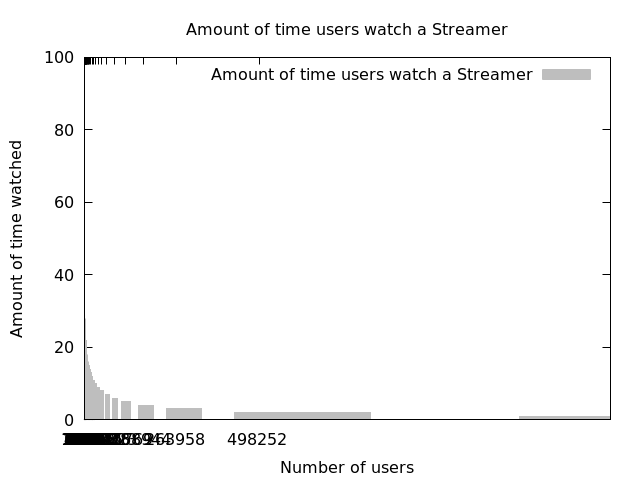 Amount of time users watch a Streamer
100
Amount of time users watch a Streamer
80
60
40
20
0
Amount of time watched
498252
Number of users